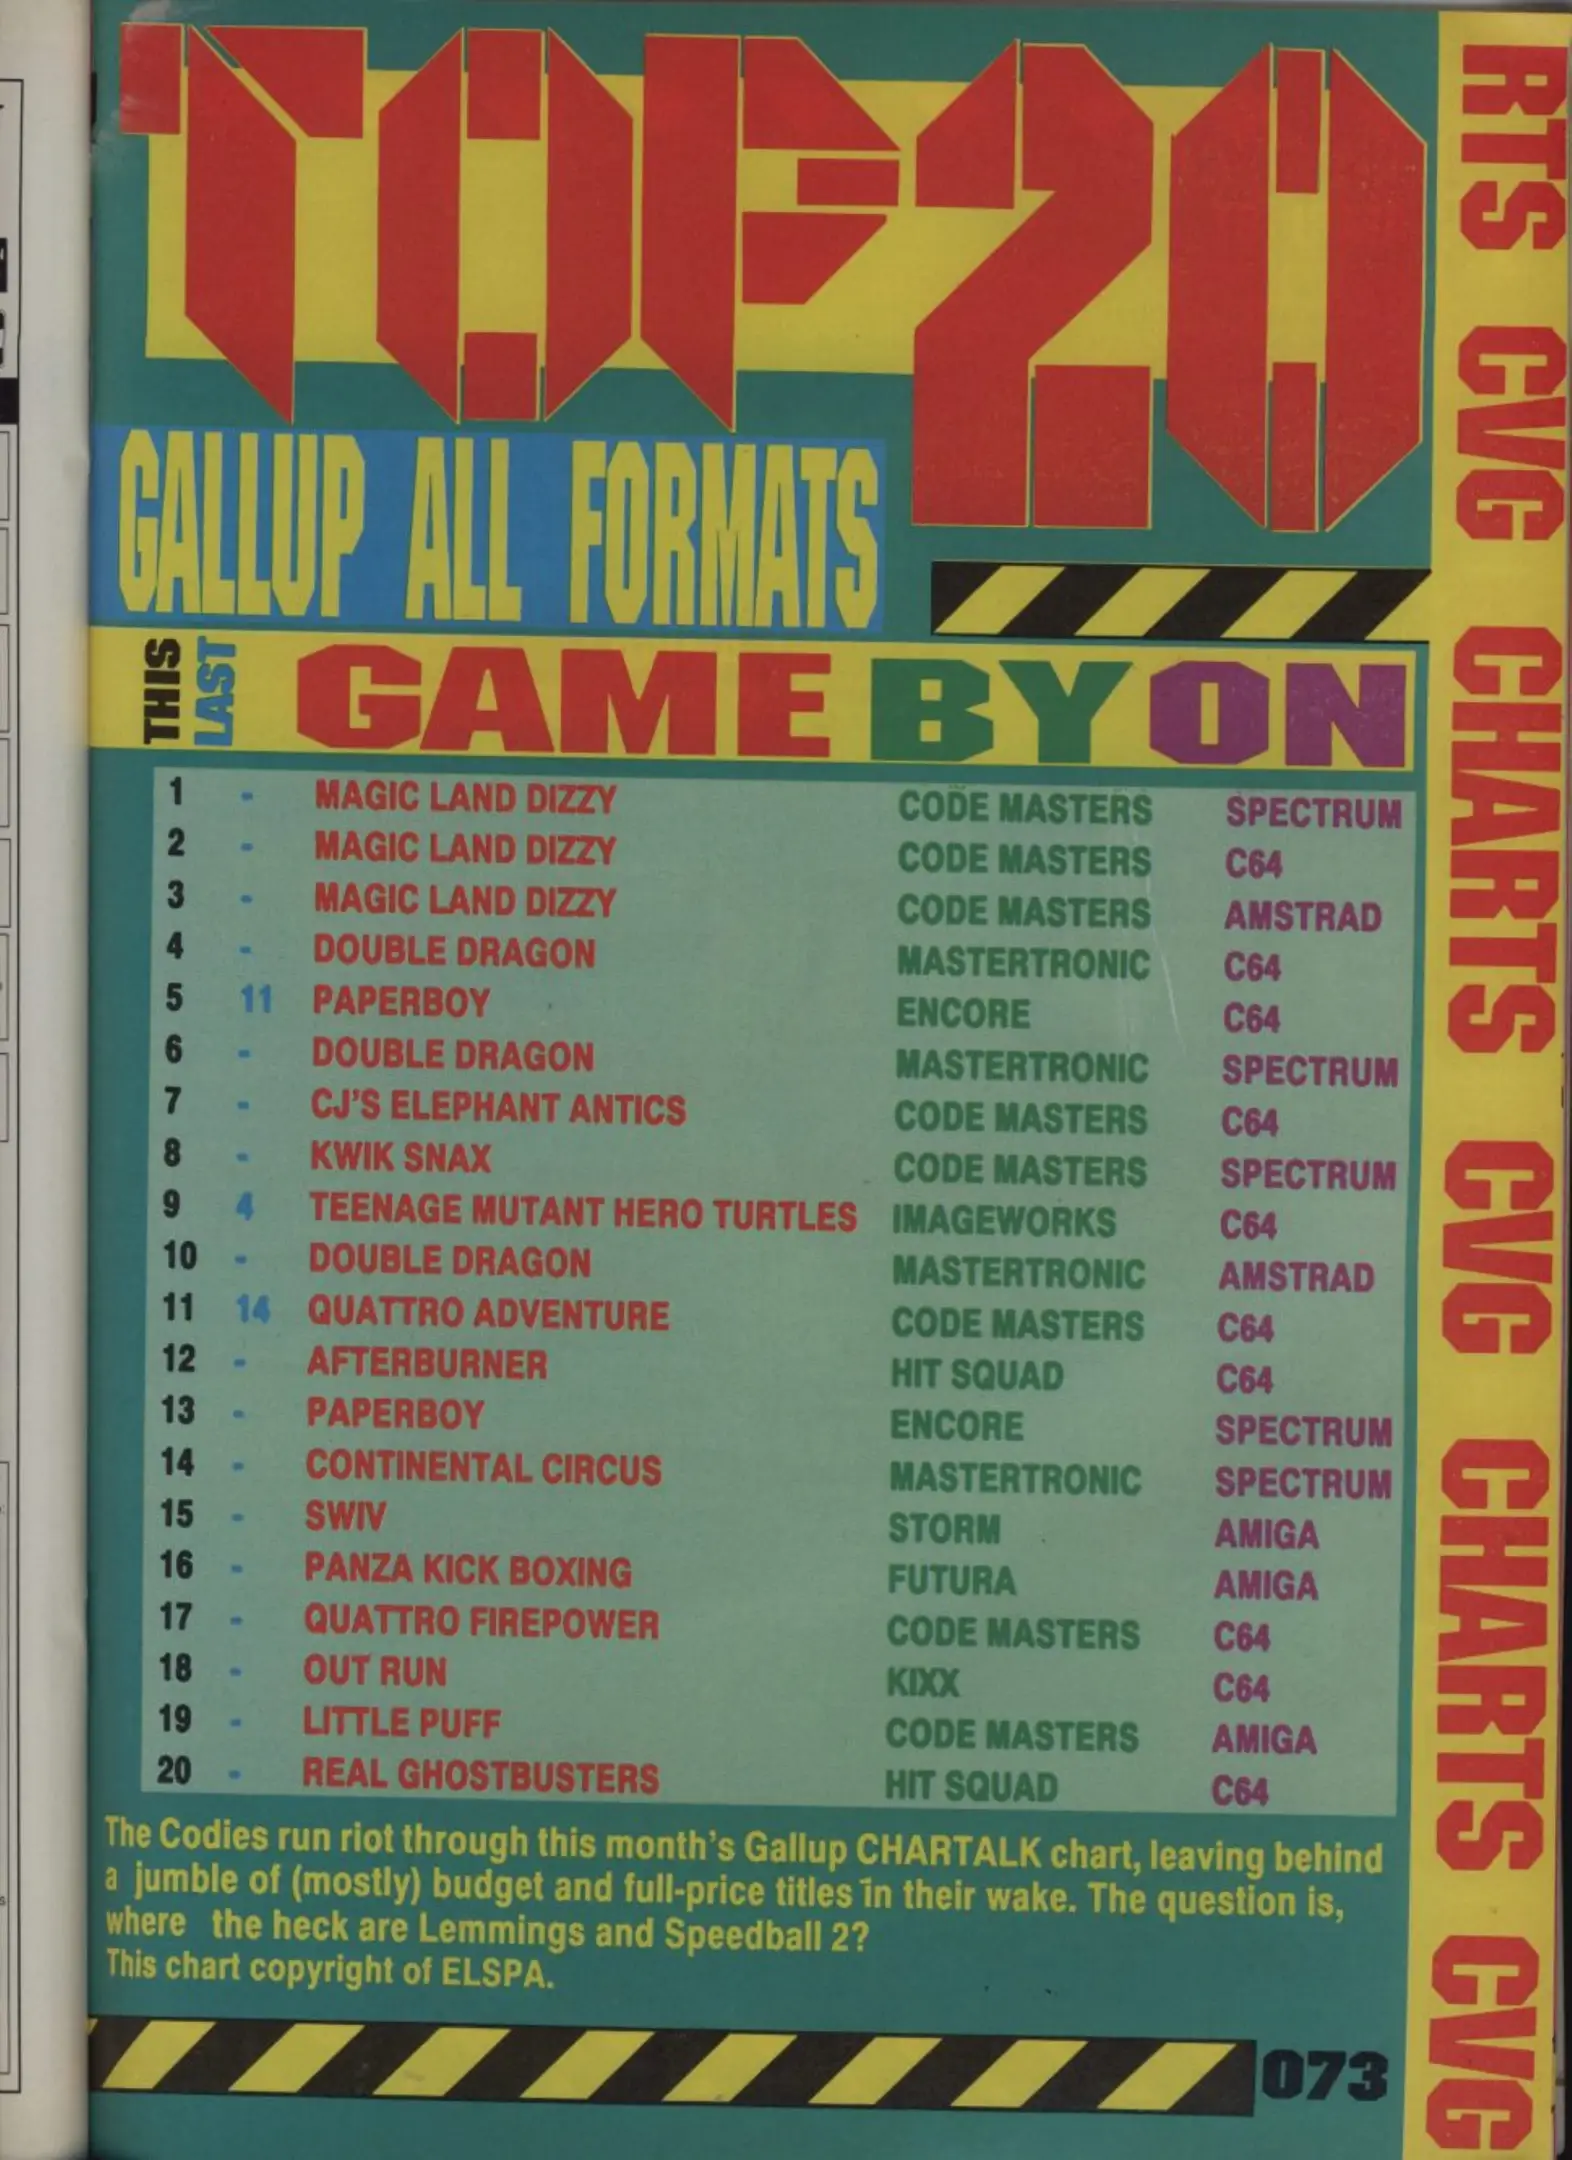 TOP 20
GALLUP ALL FORMATS
THIS LAST GAME BY ON
1 - MAGIC LAND DIZZY CODE MASTERS SPECTRUM
2 - MAGIC LAND DIZZY CODE MASTERS C64
3 - MAGIC LAND DIZZY CODE MASTERS AMSTRAD
4 - DOUBLE DRAGON MASTERTRONIC C64
5 11 PAPERBOY ENCORE C64
6 - DOUBLE DRAGON MASTERTRONIC SPECTRUM
7 - CJ'S ELEPHANT ANTICS CODE MASTERS C64
8 - KWIK SNAX CODE MASTERS SPECTRUM
9 4 TEENAGE MUTANT HERO TURTLES IMAGEWORKS C64
10 - DOUBLE DRAGON MASTERTRONIC AMSTRAD
11 14 QUATTRO ADVENTURE CODE MASTERS C64
12 - AFTERBURNER HIT SQUAD C64
13 - PAPERBOY ENCORE SPECTRUM
14 - CONTINENTAL CIRCUS MASTERTRONIC SPECTRUM
15 - SWIV STORM AMIGA
16 - PANZA KICK BOXING FUTURA AMIGA
17 - QUATTRO FIREPOWER CODE MASTERS C64
18 - OUT RUN KIXX C64
19 - LITTLE PUFF CODE MASTERS AMIGA
20 - REAL GHOSTBUSTERS HIT SQUAD C64
The Codies run riot through this month's Gallup CHARTALK chart, leaving behind
a jumble of (mostly) budget and full-price titles in their wake. The question is,
where the heck are Lemmings and Speedball 2?
This chart copyright of ELSPA.
073
RTS CVG CHARTS CVG CHARTS CVG